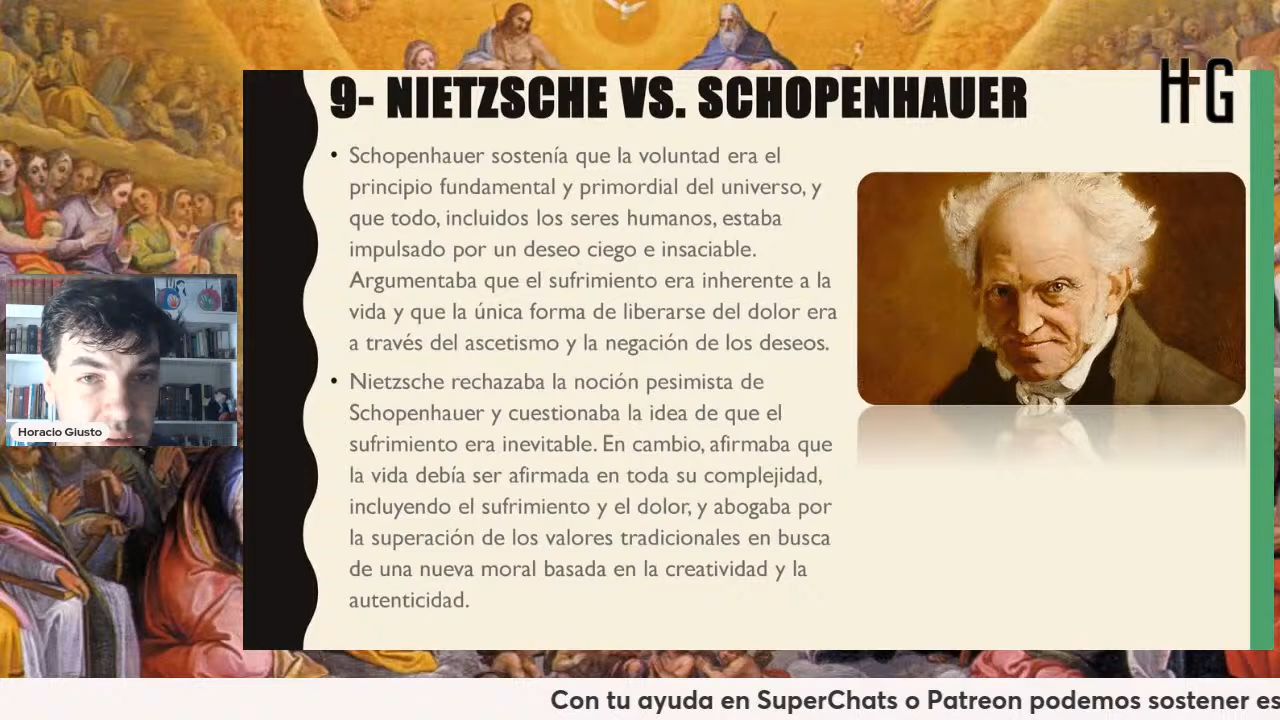 9- NIETZSCHE VS. SCHOPENHAUER
H+G
• Schopenhauer sostenía que la voluntad era el
principio fundamental y primordial del universo, y
que todo, incluidos los seres humanos, estaba
impulsado por un deseo ciego e insaciable.
Argumentaba que el sufrimiento era inherente a la
vida y que la única forma de liberarse del dolor era
a través del ascetismo y la negación de los deseos.
• Nietzsche rechazaba la noción pesimista de
Schopenhauer y cuestionaba la idea de que el
sufrimiento era inevitable. En cambio, afirmaba que
la vida debía ser afirmada en toda su complejidad,
incluyendo el sufrimiento y el dolor, y abogaba por
la superación de los valores tradicionales en busca
de una nueva moral basada en la creatividad y la
autenticidad.
Horacio Giusto
Con tu ayuda en SuperChats o Patreon podemos sostener es